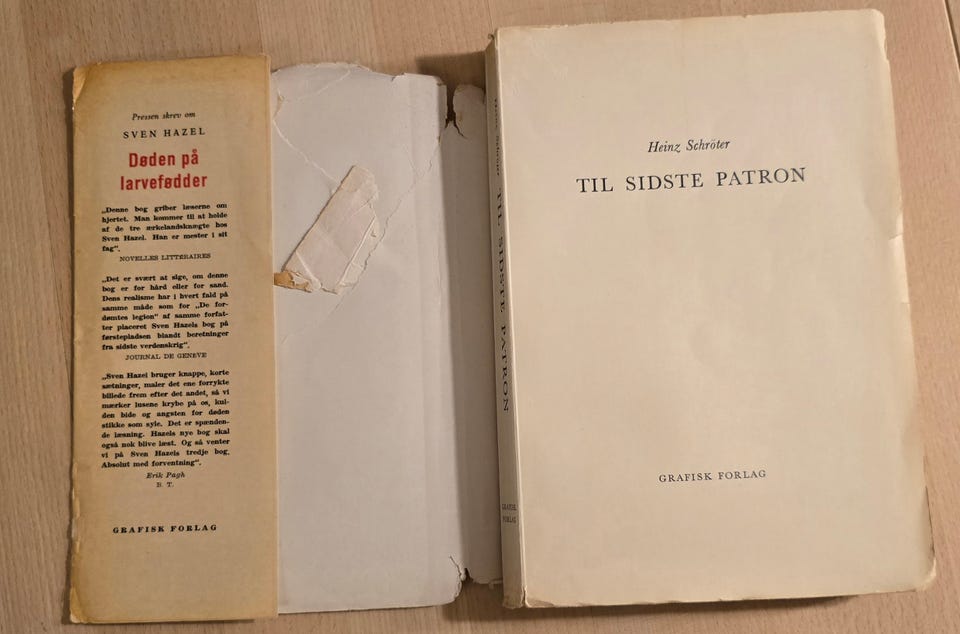 Pressen skrev om
SVEN HAZEL
Døden på
larvefødder
„Denne bog griber læserne om
hjertet. Man kommer til at holde
af de tre ærkelandsknægte hos
Sven Hazel. Han er mester i sit
fag”.
NOVELLES LITTERAIRES
„Det er svært at sige, om denne
bog er for hård eller for sand.
Dens realisme har i hvert fald på
samme måde som for „De for-
dømtes legion” af samme forfat-
ter placeret Sven Hazels bog på
førstepladsen blandt beretninger
fra sidste verdenskrig”.
JOURNAL DE GENEVE
„Sven Hazel bruger knappe, korte
sætninger, maler det ene forrykte
billede frem efter det andet, så vi
mærker lusene krybe på os, kul-
den bide og angsten for døden
stikke som syle. Det er spænden-
de læsning. Hazels nye bog skal
også nok blive læst. Og så venter
vi på Sven Hazels tredje bog.
Absolut med forventning”.
Erik Pagh
B. T.
GRAFISK FORLAG
Heinz Schröter TIL SIDSTE PATRON
GRAFISK
FORLAG
Heinz Schröter
TIL SIDSTE PATRON
GRAFISK FORLAG